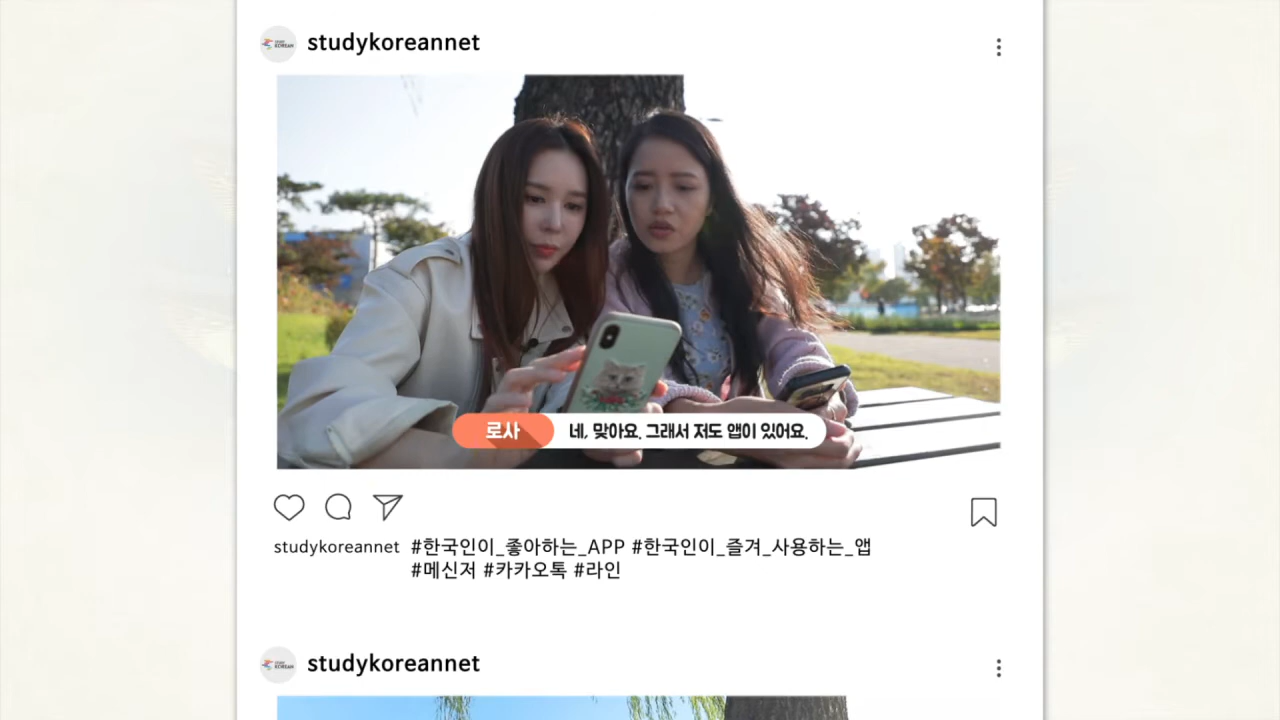 studykoreannet
로사
네, 맞아요. 그래서 저도 앱이 있어요.
studykoreannet #한국인이_좋아하는_APP #한국인이_즐겨_사용하는_앱
#메신저 #카카오톡 #라인
studykoreannet